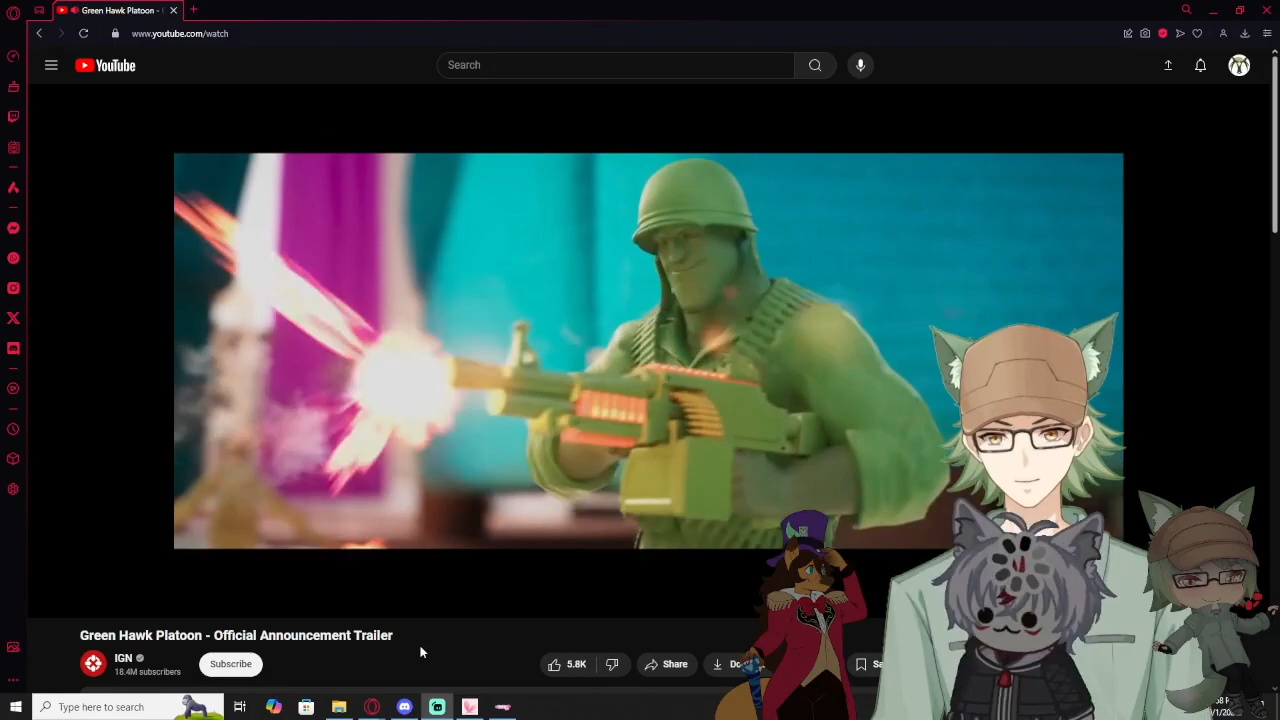 Green Hawk Platoon -
www.youtube.com/watch
YouTube
Search
Green Hawk Platoon - Official Announcement Trailer
IGN
18.4M subscribers
Subscribe
5.8K
Share
Type here to search